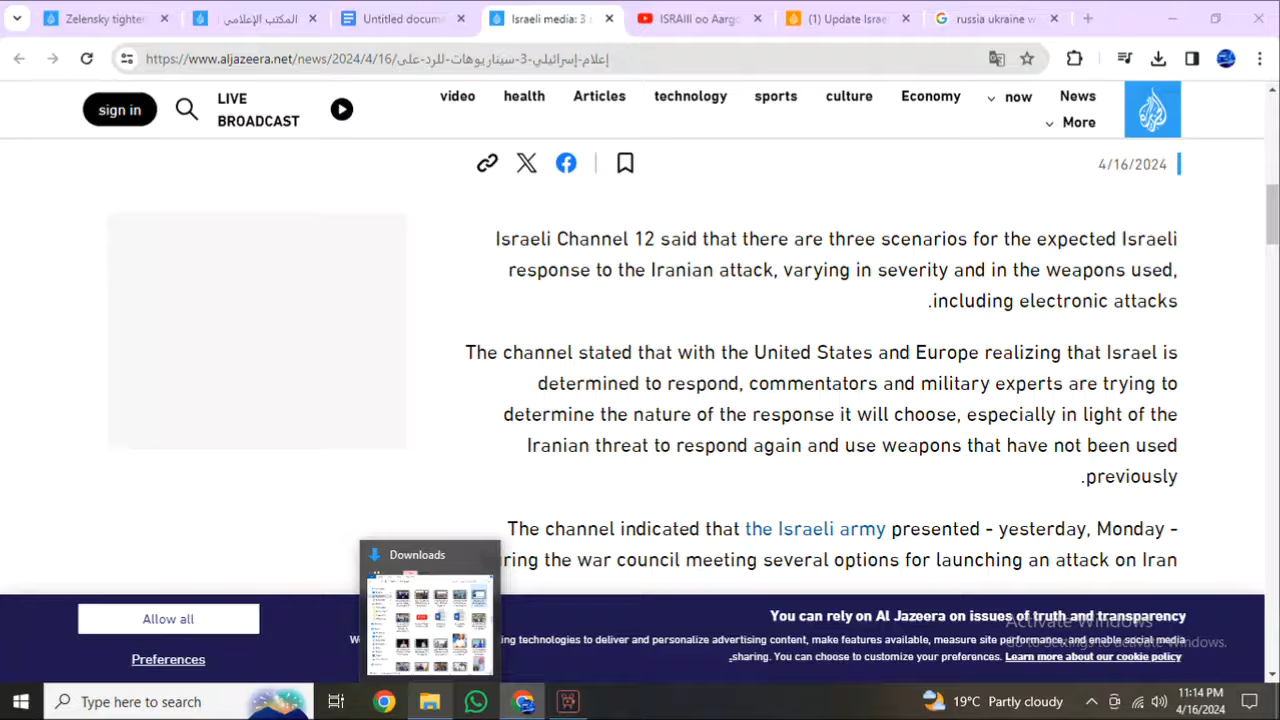 Zelensky tighter
المكتب الإعلامي
Untitled docume
Israeli media: 3 s
ISRAIIl oo Aargo
(1) Update Israe
russia ukraine w
https://www.aljazeera.net/news/2024/4/16/إعلام-إسرائيلي-3-سيناريوهات-للرد-على
sign in
LIVE
BROADCAST
video health Articles technology sports culture Economy now News
More
4/16/2024
Israeli Channel 12 said that there are three scenarios for the expected Israeli
response to the Iranian attack, varying in severity and in the weapons used,
.including electronic attacks
The channel stated that with the United States and Europe realizing that Israel is
determined to respond, commentators and military experts are trying to
determine the nature of the response it will choose, especially in light of the
Iranian threat to respond again and use weapons that have not been used
.previously
The channel indicated that the Israeli army presented - yesterday, Monday -
ring the war council meeting several options for launching an attack on Iran
Downloads
Allow all
Preferences
You can rely on Al Jazeera on issues of truth and transparency
ing technologies to deliver and personalize advertising content, like features available, measure site performance, and enable social media
.sharing. You can choose to customize your preferences. Learn more about our cookie policy
Activate Windows
Go to Settings to activate Windows.
Type here to search
19°C Partly cloudy
11:14 PM
4/16/2024